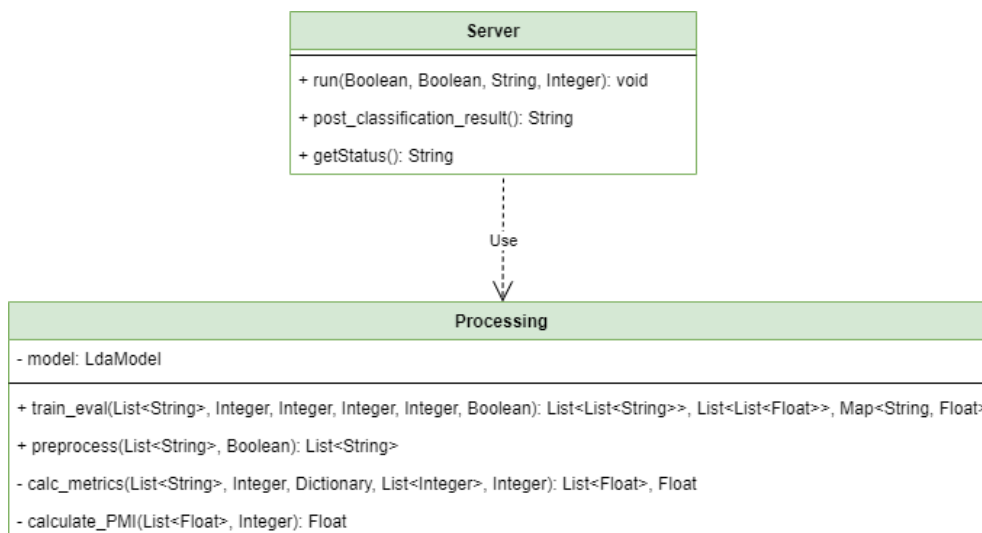 Server
+ run(Boolean, Boolean, String, Integer): void
+ post_classification_result(): String
+ getStatus(): String
Use
Processing
- model: LdaModel
+ train_eval(List<String>, Integer, Integer, Integer, Integer, Boolean): List<List<String>>, List<List<Float>>, Map<String, Float>
+ preprocess(List<String>, Boolean): List<String>
- calc_metrics(List<String>, Integer, Dictionary, List<Integer>, Integer): List<Float>, Float
- calculate_PMI(List<Float>, Integer): Float